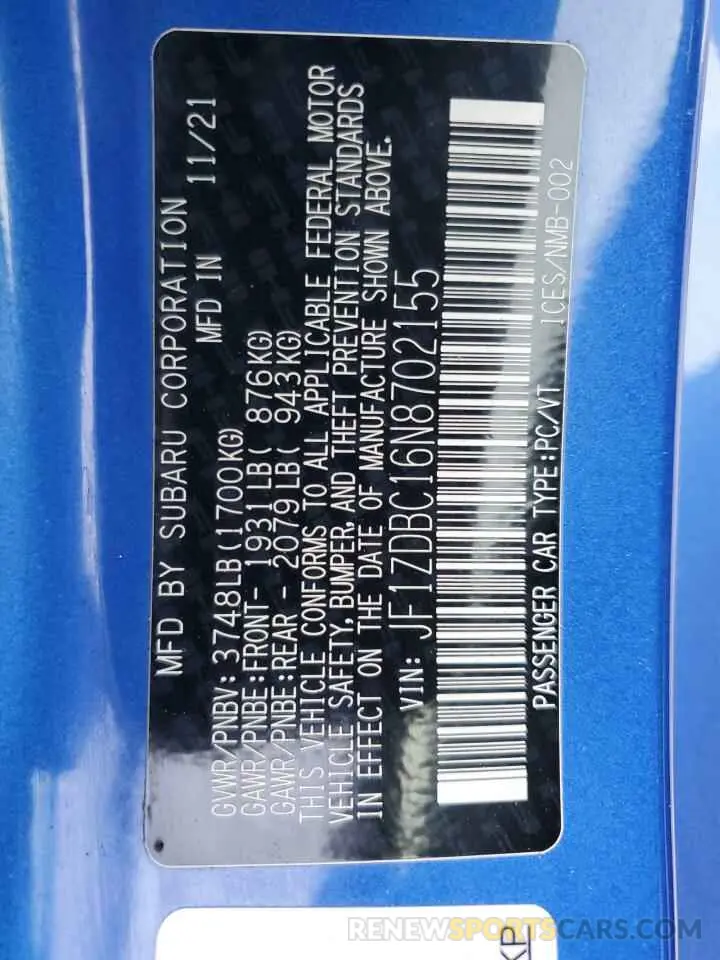 MFD BY SUBARU CORPORATION
MFD IN 11/21
GVWR/PNBV: 3748LB(1700KG)
GAWR/PNBE:FRONT- 1931LB( 876KG)
GAWR/PNBE:REAR - 2079LB( 943KG)
THIS VEHICLE CONFORMS TO ALL APPLICABLE FEDERAL MOTOR
VEHICLE SAFETY, BUMPER, AND THEFT PREVENTION STANDARDS
IN EFFECT ON THE DATE OF MANUFACTURE SHOWN ABOVE.
VIN: JF1ZDBC16N8702155
PASSENGER CAR TYPE:PC/VT ICES/NMB-002
KP
RENEWSPORTSCARS.COM